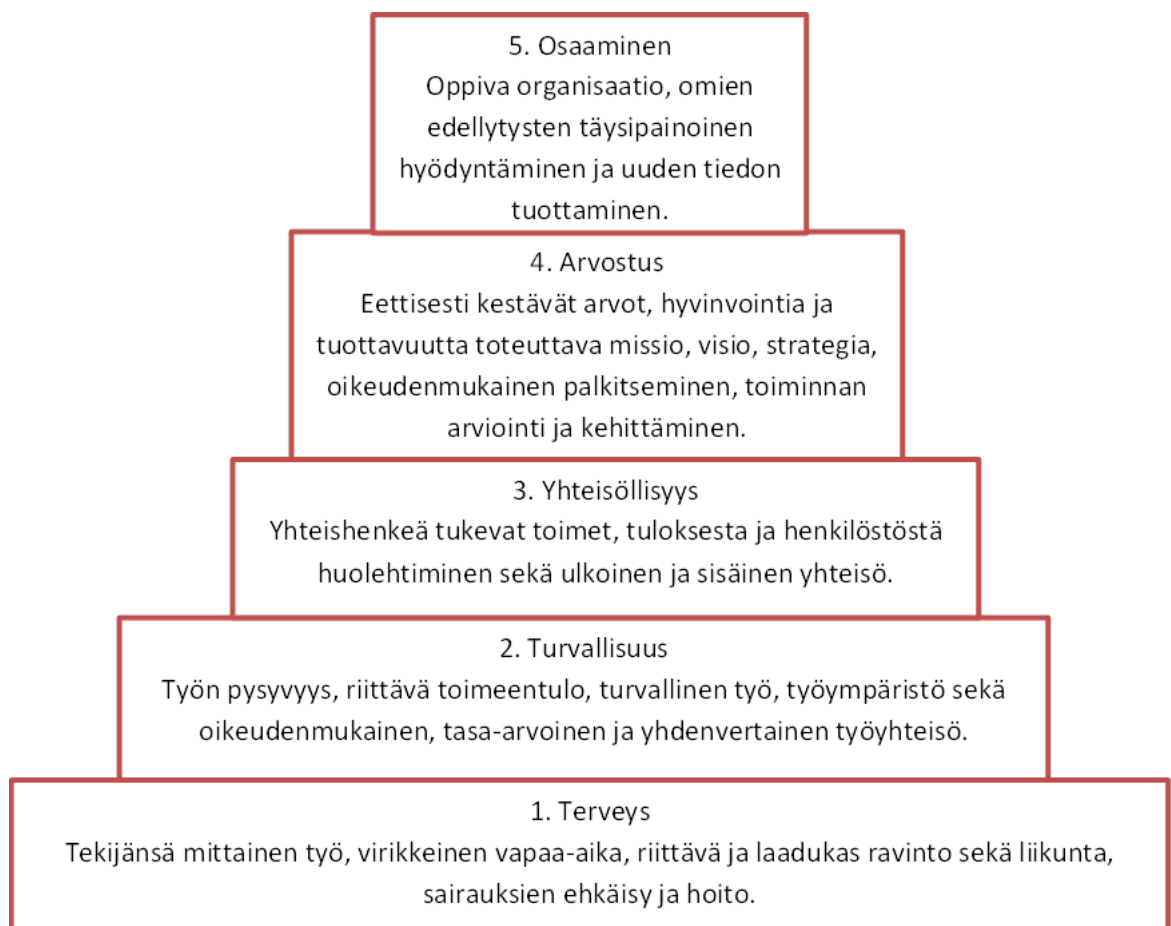 5. Osaaminen
Oppiva organisaatio, omien
edellytysten täysipainoinen
hyödyntäminen ja uuden tiedon
tuottaminen.
4. Arvostus
Eettisesti kestävät arvot, hyvinvointia ja
tuottavuutta toteuttava missio, visio, strategia,
oikeudenmukainen palkitseminen, toiminnan
arviointi ja kehittäminen.
3. Yhteisöllisyys
Yhteishenkeä tukevat toimet, tuloksesta ja henkilöstöstä
huolehtiminen sekä ulkoinen ja sisäinen yhteisö.
2. Turvallisuus
Työn pysyvyys, riittävä toimeentulo, turvallinen työ, työympäristö sekä
oikeudenmukainen, tasa-arvoinen ja yhdenvertainen työyhteisö.
1. Terveys
Tekijänsä mittainen työ, virikkeinen vapaa-aika, riittävä ja laadukas ravinto sekä liikunta,
sairauksien ehkäisy ja hoito.